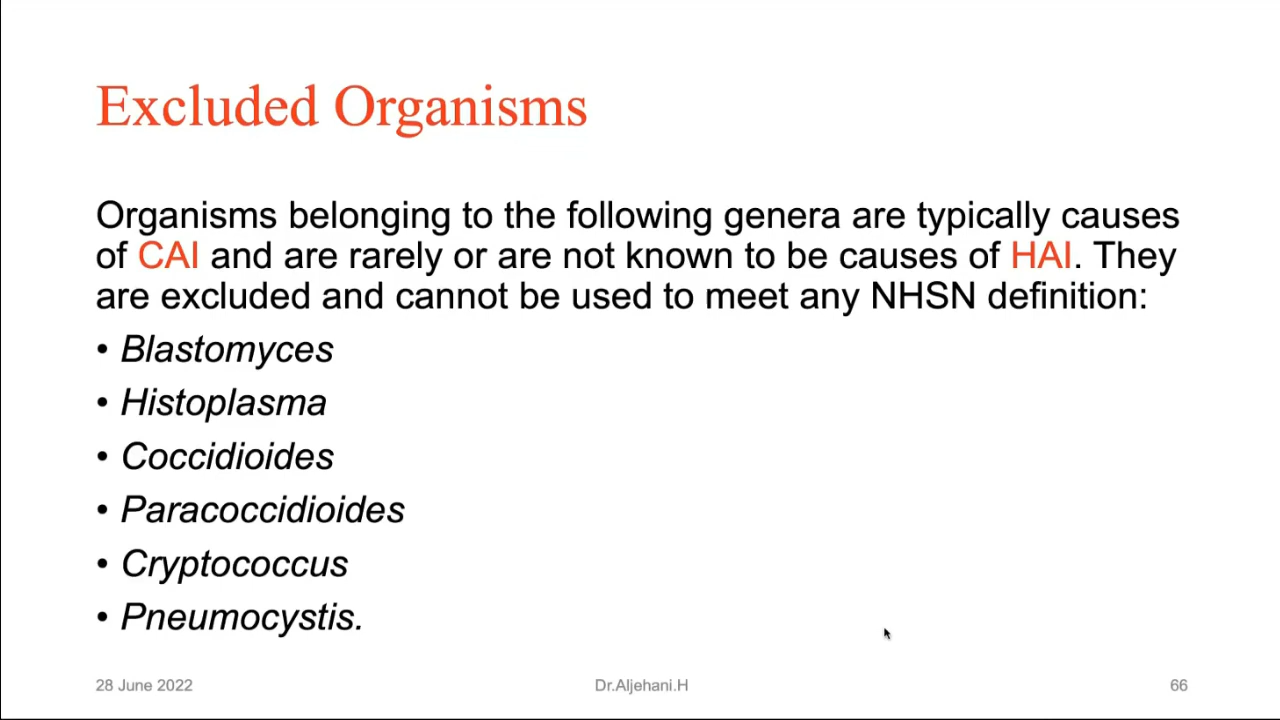 Excluded Organisms
Organisms belonging to the following genera are typically causes
of CAI and are rarely or are not known to be causes of HAI. They
are excluded and cannot be used to meet any NHSN definition:
• Blastomyces
• Histoplasma
• Coccidioides
• Paracoccidioides
• Cryptococcus
• Pneumocystis.
28 June 2022 Dr.Aljehani.H 66